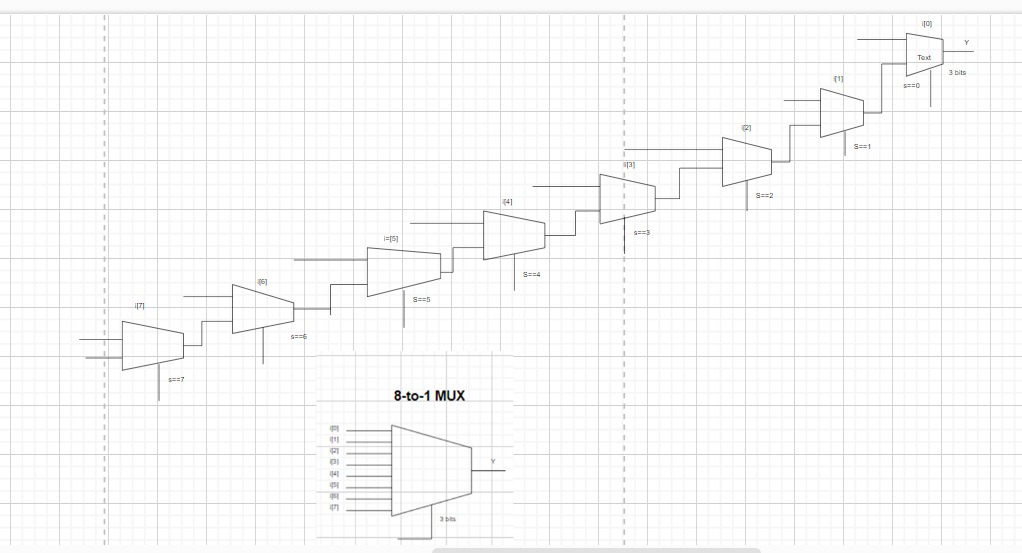 i[0]
Y
Text
3 bits
s==0
i[1]
S==1
i[2]
S==2
i[3]
s==3
i[4]
S==4
i=[5]
S==5
i[6]
s==6
i[7]
s==7
8-to-1 MUX
i[0]
i[1]
i[2]
i[3]
i[4]
i[5]
i[6]
i[7]
Y
3 bits